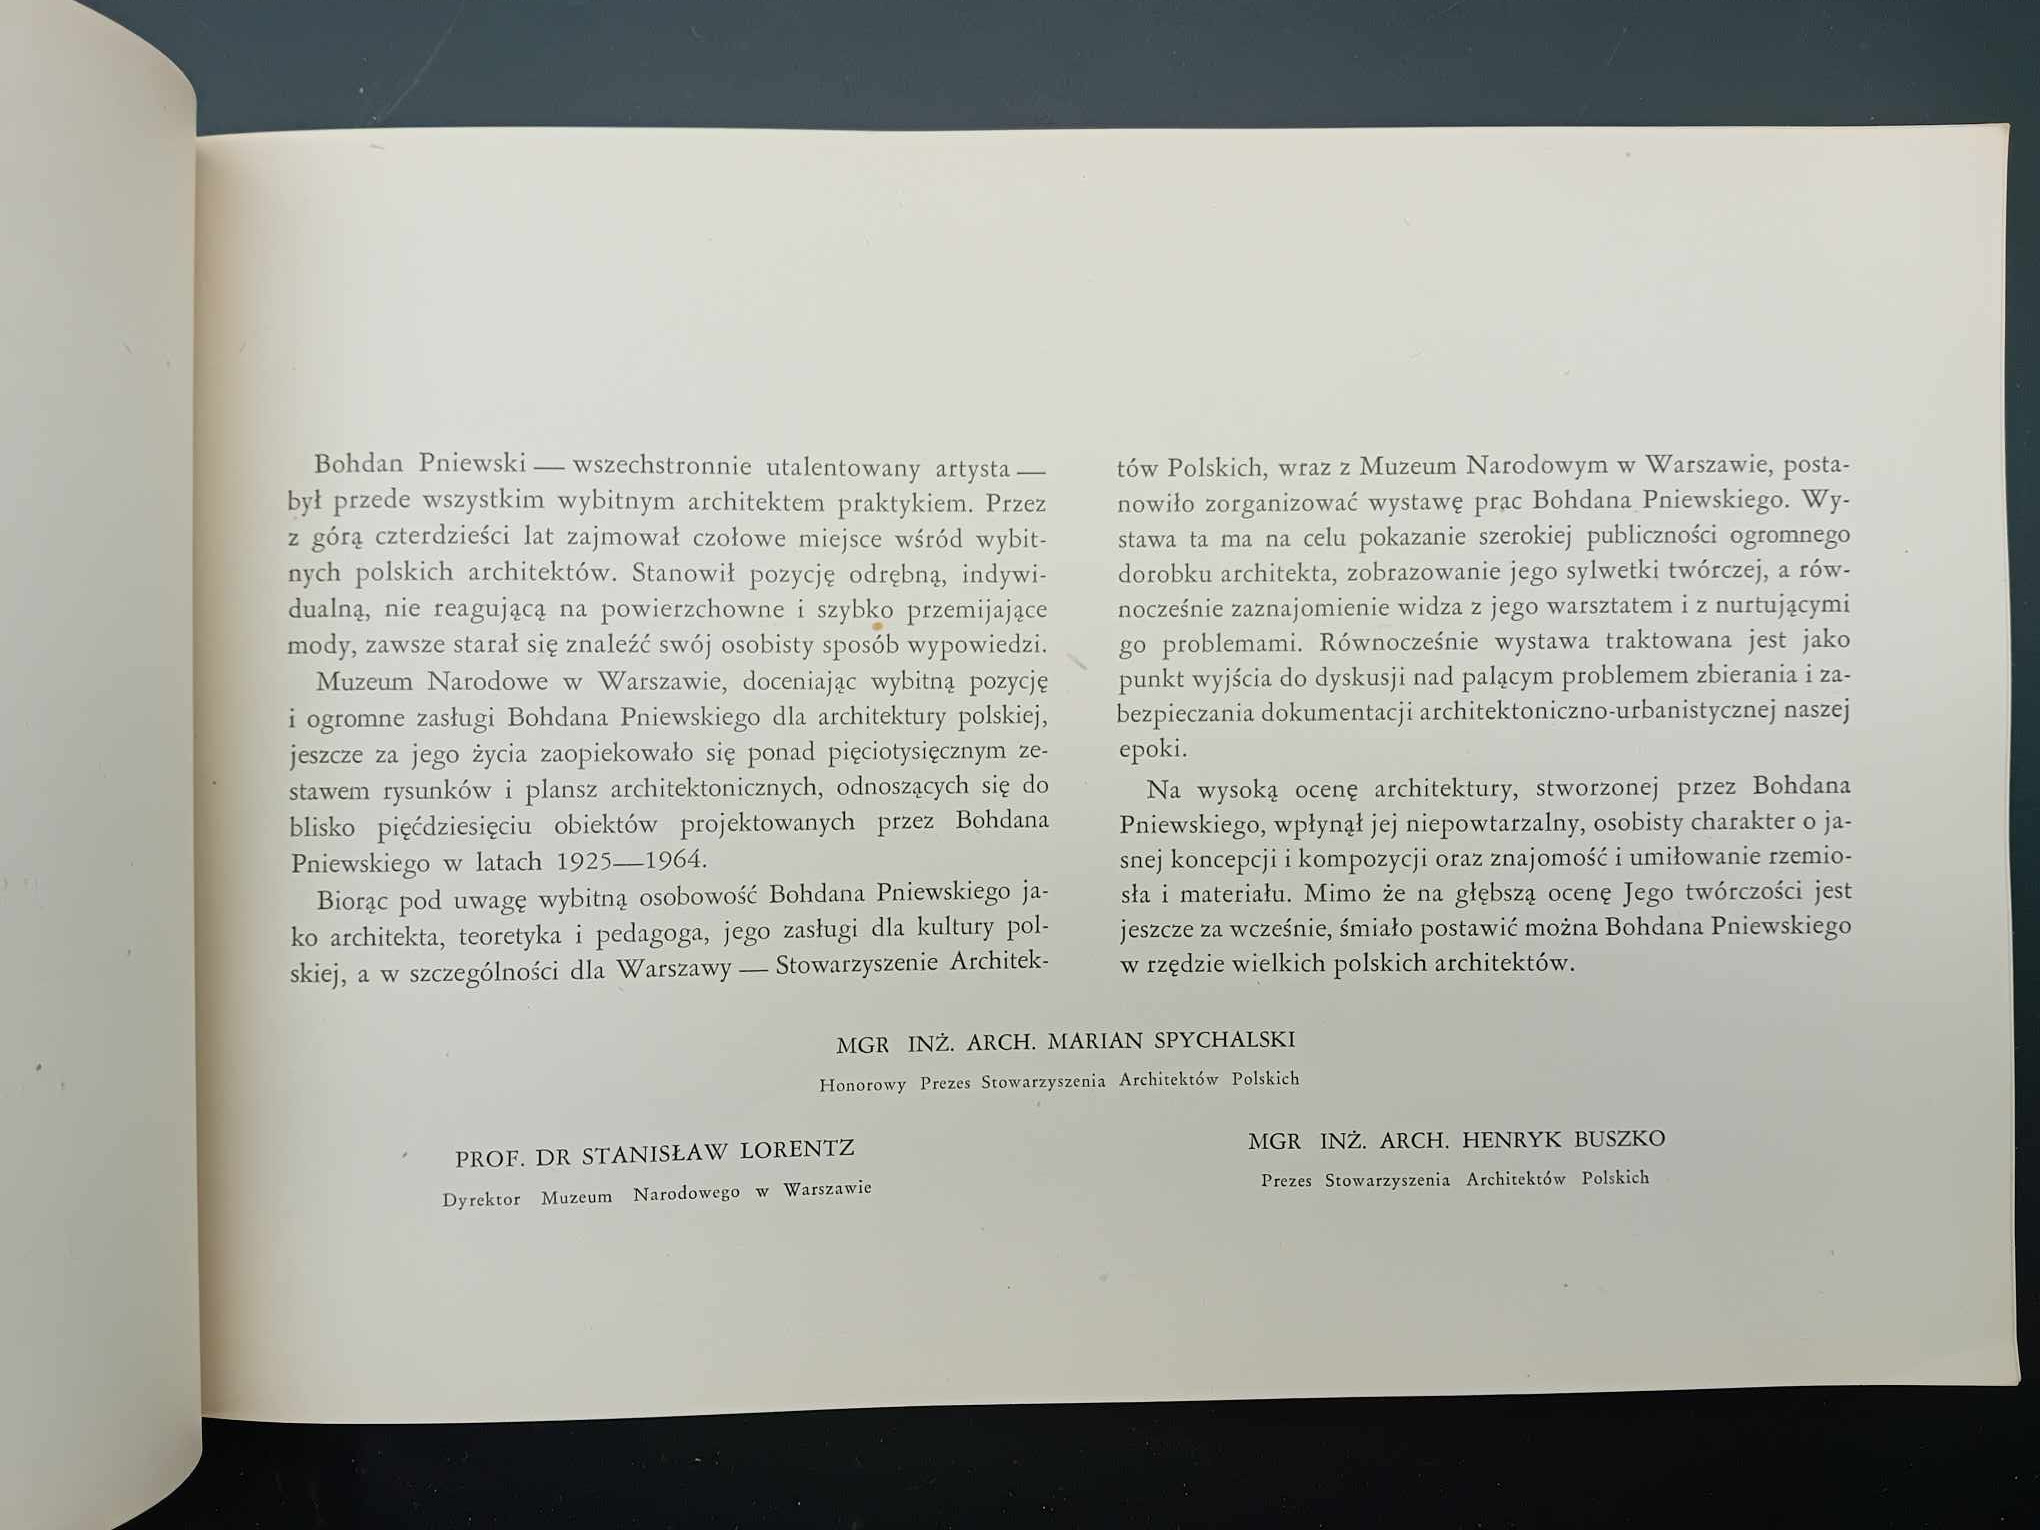 Bohdan Pniewski — wszechstronnie utalentowany artysta —
był przede wszystkim wybitnym architektem praktykiem. Przez
z górą czterdzieści lat zajmował czołowe miejsce wśród wybit-
nych polskich architektów. Stanowił pozycję odrębną, indywi-
dualną, nie reagującą na powierzchowne i szybko przemijające
mody, zawsze starał się znaleźć swój osobisty sposób wypowiedzi.
Muzeum Narodowe w Warszawie, doceniając wybitną pozycję
i ogromne zasługi Bohdana Pniewskiego dla architektury polskiej,
jeszcze za jego życia zaopiekowało się ponad pięciotysięcznym ze-
stawem rysunków i plansz architektonicznych, odnoszących się do
blisko pięćdziesięciu obiektów projektowanych przez Bohdana
Pniewskiego w latach 1925—1964.
Biorąc pod uwagę wybitną osobowość Bohdana Pniewskiego ja-
ko architekta, teoretyka i pedagoga, jego zasługi dla kultury pol-
skiej, a w szczególności dla Warszawy — Stowarzyszenie Architek-
tów Polskich, wraz z Muzeum Narodowym w Warszawie, posta-
nowiło zorganizować wystawę prac Bohdana Pniewskiego. Wy-
stawa ta ma na celu pokazanie szerokiej publiczności ogromnego
dorobku architekta, zobrazowanie jego sylwetki twórczej, a rów-
nocześnie zaznajomienie widza z jego warsztatem i z nurtującymi
go problemami. Równocześnie wystawa traktowana jest jako
punkt wyjścia do dyskusji nad palącym problemem zbierania i za-
bezpieczania dokumentacji architektoniczno-urbanistycznej naszej
epoki.
Na wysoką ocenę architektury, stworzonej przez Bohdana
Pniewskiego, wpłynął jej niepowtarzalny, osobisty charakter o ja-
snej koncepcji i kompozycji oraz znajomość i umiłowanie rzemio-
sła i materiału. Mimo że na głębszą ocenę Jego twórczości jest
jeszcze za wcześnie, śmiało postawić można Bohdana Pniewskiego
w rzędzie wielkich polskich architektów.
MGR INŻ. ARCH. MARIAN SPYCHALSKI
Honorowy Prezes Stowarzyszenia Architektów Polskich
PROF. DR STANISŁAW LORENTZ
Dyrektor Muzeum Narodowego w Warszawie
MGR INŻ. ARCH. HENRYK BUSZKO
Prezes Stowarzyszenia Architektów Polskich